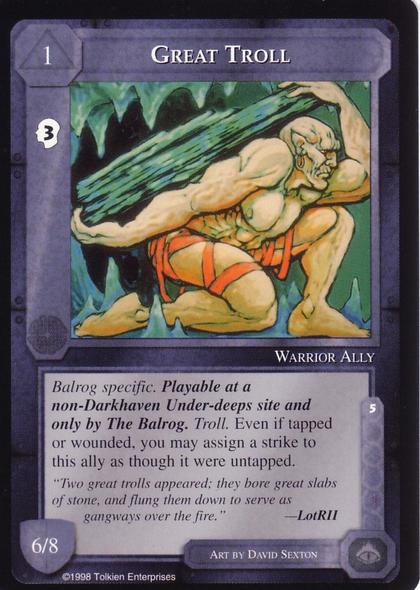 1
GREAT TROLL
3
WARRIOR ALLY
Balrog specific. Playable at a
non-Darkhaven Under-deeps site and
only by The Balrog. Troll. Even if tapped
or wounded, you may assign a strike to
this ally as though it were untapped.
5
“Two great trolls appeared; they bore great slabs
of stone, and flung them down to serve as
gangways over the fire.” —LotRII
6/8
ART BY DAVID SEXTON
©1998 Tolkien Enterprises